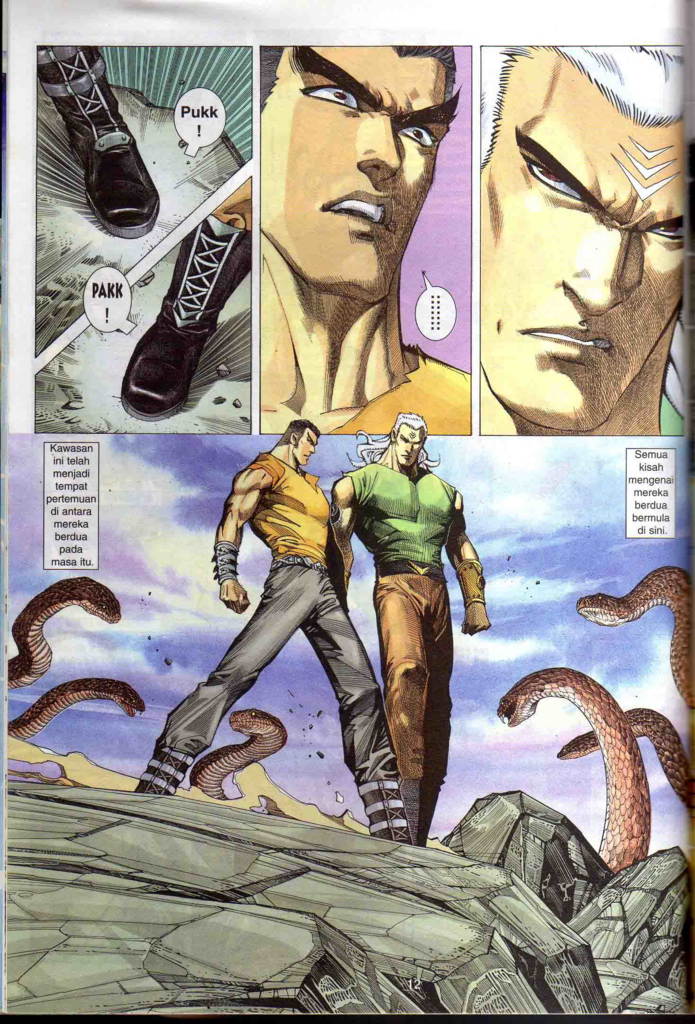 Pukk
!
PAKK
!
::::::
Kawasan
ini telah
menjadi
tempat
pertemuan
di antara
mereka
berdua
pada
masa itu.
Semua
kisah
mengenai
mereka
berdua
bermula
di sini.
12